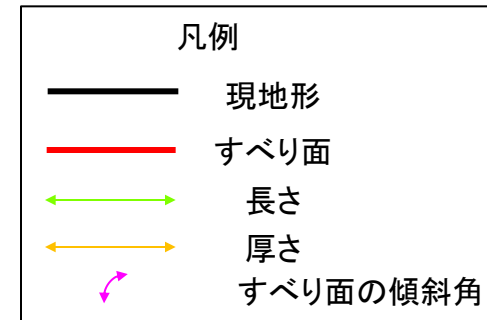 凡例
現地形
すべり面
長さ
厚さ
すべり面の傾斜角